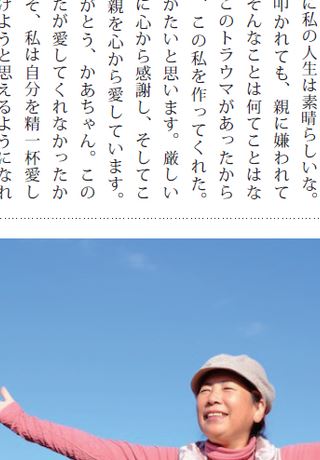 に私の人生は素晴らしいな。
叩かれても、親に嫌われて
そんなことは何てことはな
このトラウマがあったから
、この私を作ってくれた。
がたいと思います。厳しい
に心から感謝し、そしてこ
親を心から愛しています。
がとう、かあちゃん。この
たが愛してくれなかったか
そ、私は自分を精一杯愛し
けようと思えるようになれ